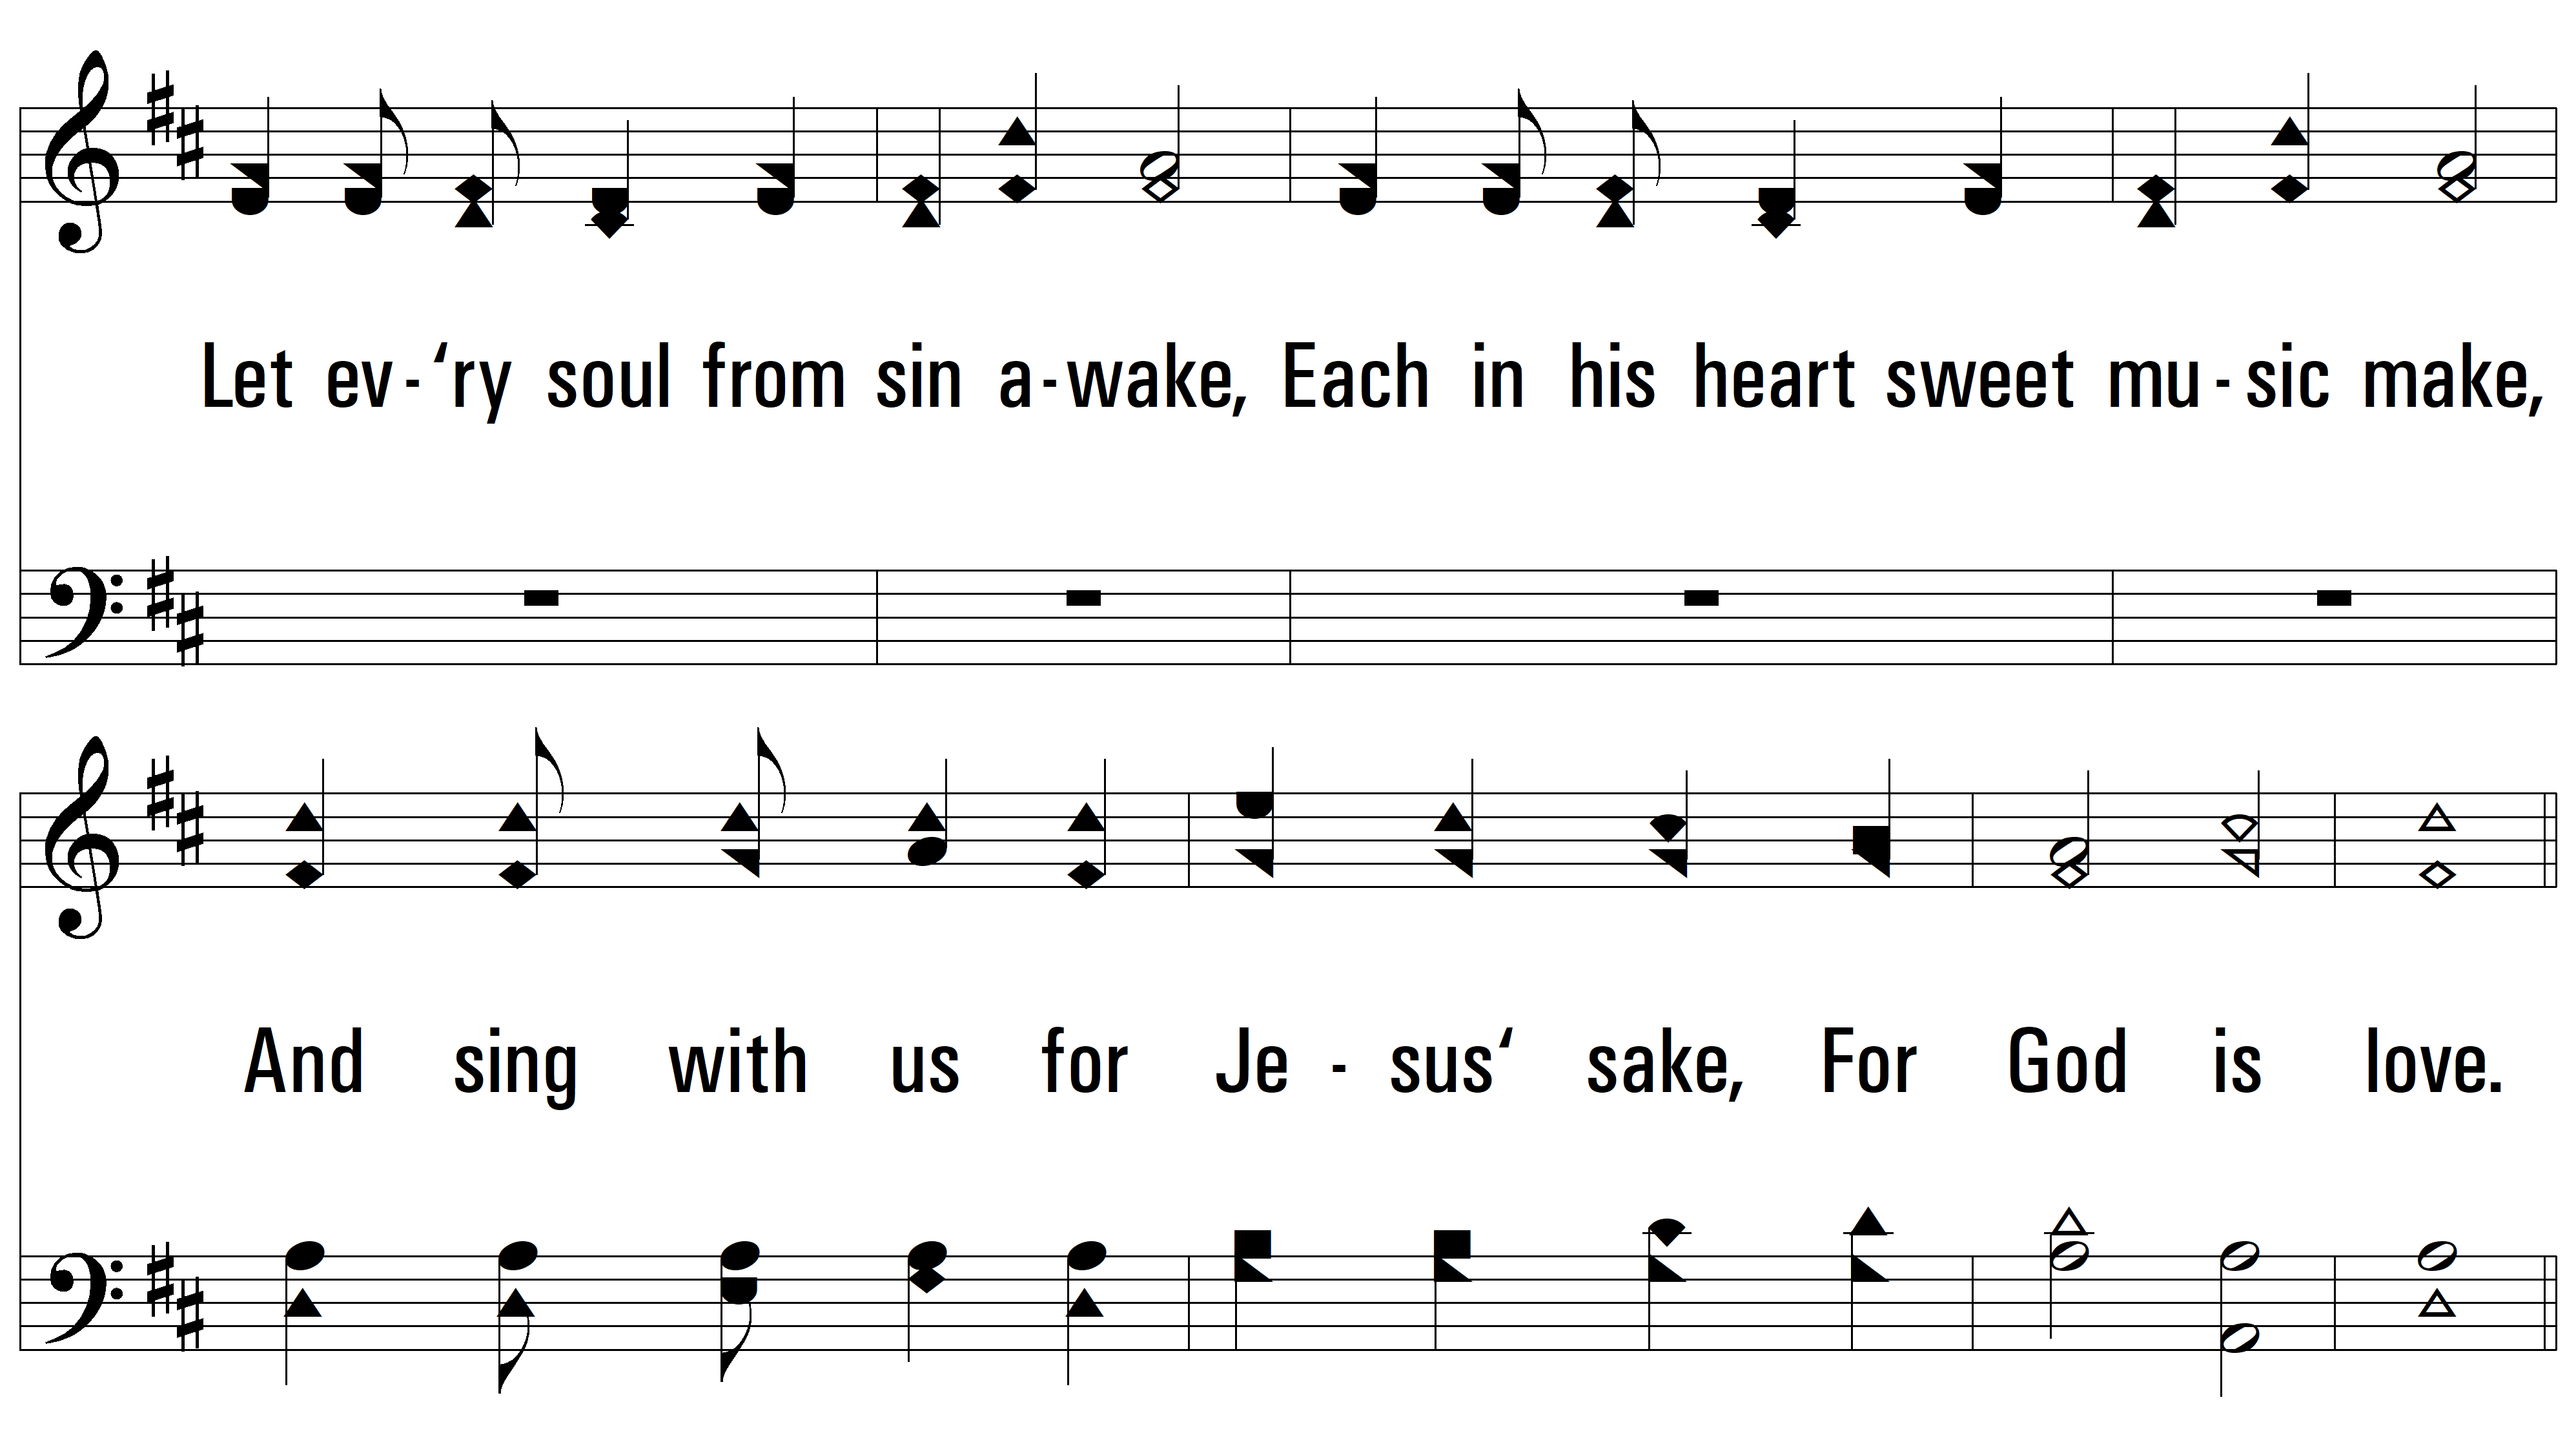 Let ev-‘ry soul from sin a-wake, Each in his heart sweet mu-sic make,
And sing with us for Je - sus‘ sake, For God is love.